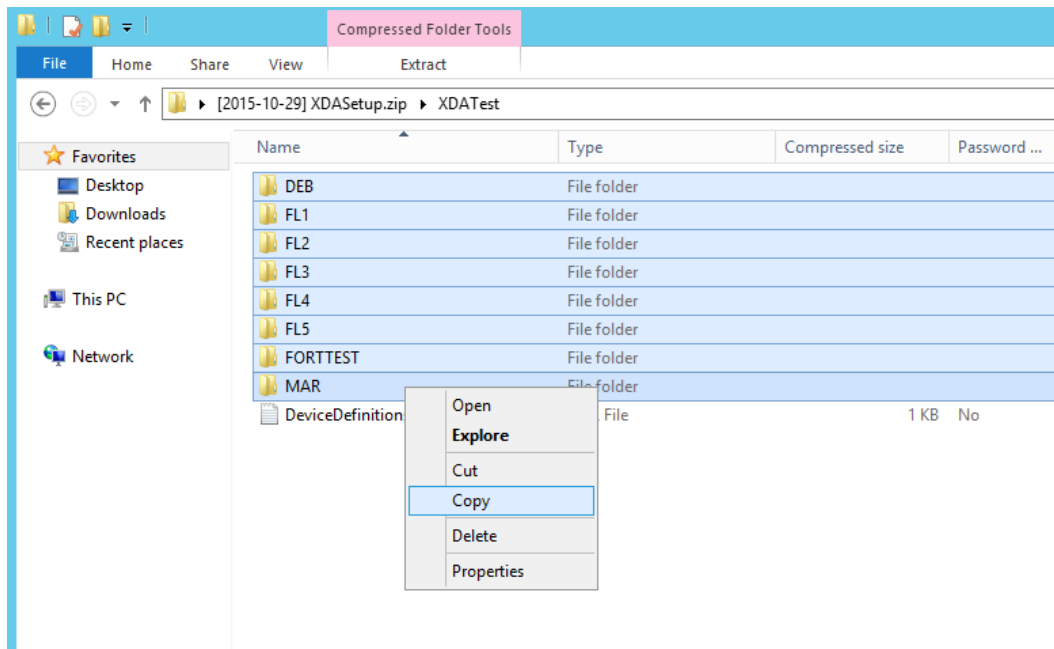 Compressed Folder Tools
File Home Share View Extract
[2015-10-29] XDASetup.zip XDATest
Favorites
Desktop
Downloads
Recent places
This PC
Network
Name Type Compressed size Password ...
DEB File folder
FL1 File folder
FL2 File folder
FL3 File folder
FL4 File folder
FL5 File folder
FORTTEST File folder
MAR File folder
DeviceDefinition File 1 KB No
Open
Explore
Cut
Copy
Delete
Properties